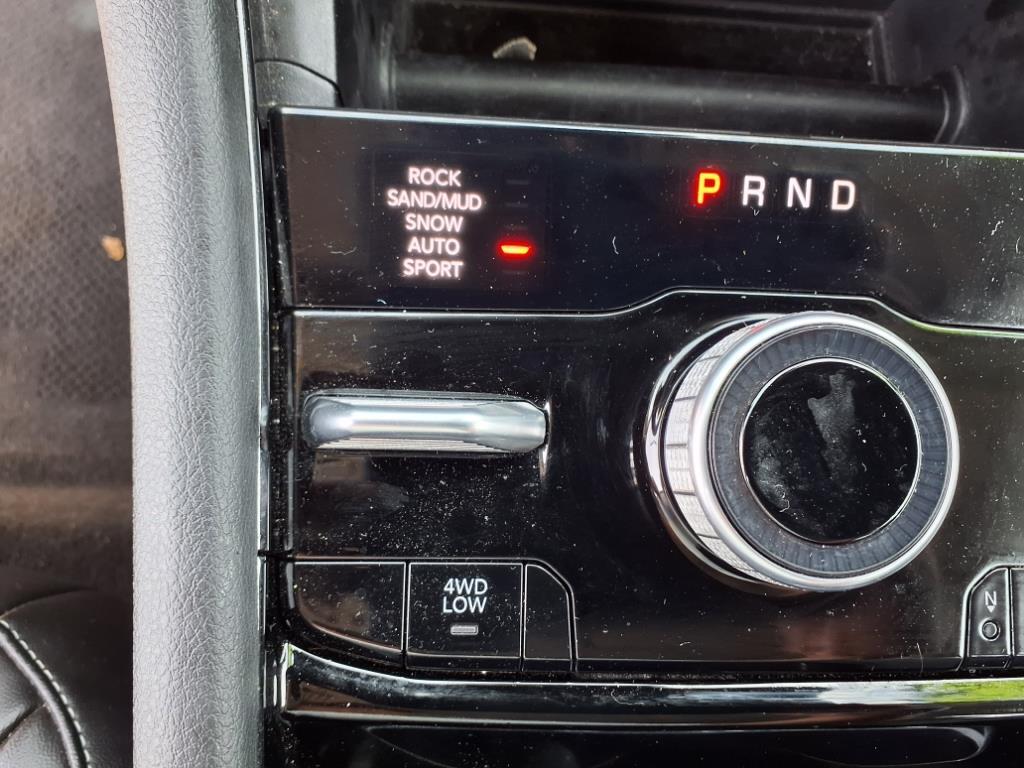 ROCK
SAND/MUD
SNOW
AUTO
SPORT
P R N D
4WD
LOW
N